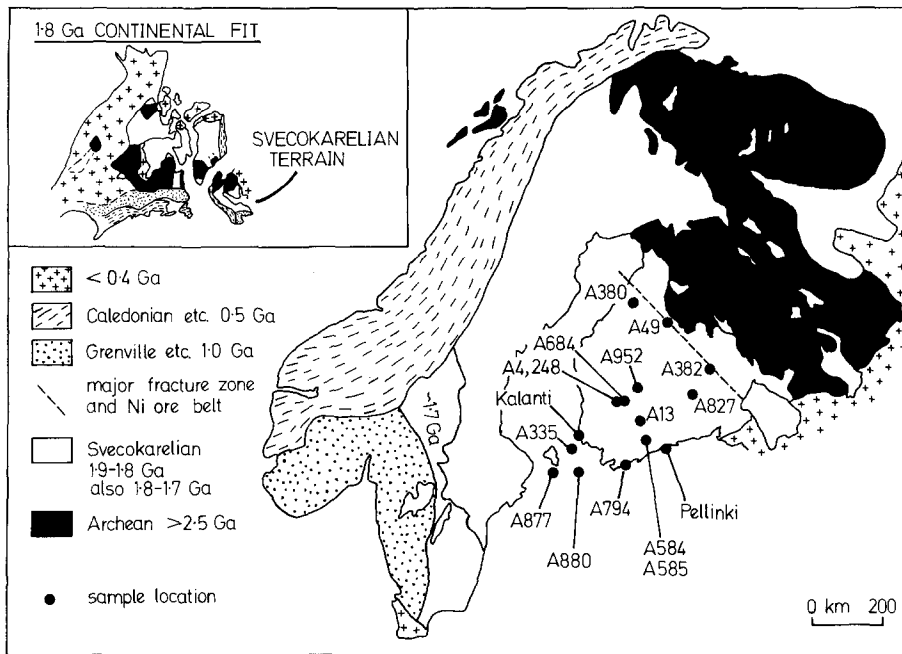 1·8 Ga CONTINENTAL FIT
SVECOKARELIAN
TERRAIN
< 0·4 Ga
Caledonian etc. 0·5 Ga
Grenville etc. 1·0 Ga
major fracture zone
and Ni ore belt
Svecokarelian
1·9-1·8 Ga
also 1·8-1·7 Ga
Archean >2·5 Ga
sample location
~1·7 Ga
A380
A49
A684
A952
A4,248
A382
Kalanti
A13
A827
A335
A877
A794
Pellinki
A880
A584
A585
0 km 200